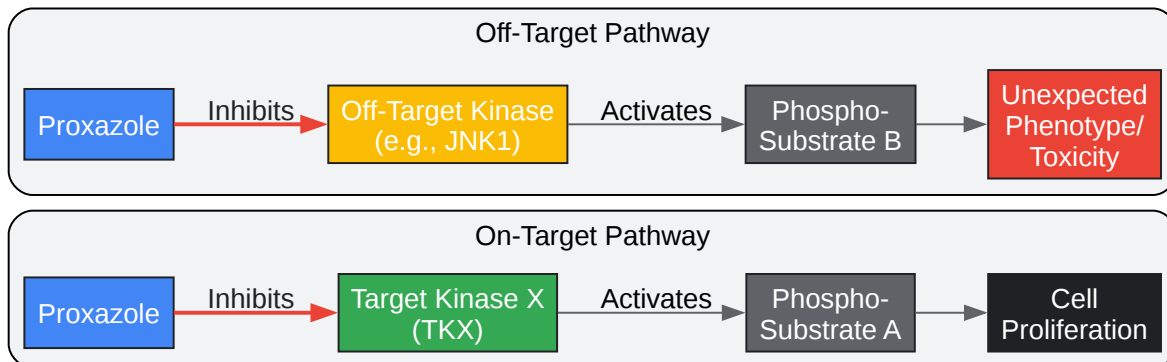 Off-Target Pathway
Proxazole
Inhibits
Off-Target Kinase
(e.g., JNK1)
Activates
Phospho-
Substrate B
Unexpected
Phenotype/
Toxicity
On-Target Pathway
Proxazole
Inhibits
Target Kinase X
(TKX)
Activates
Phospho-
Substrate A
Cell
Proliferation